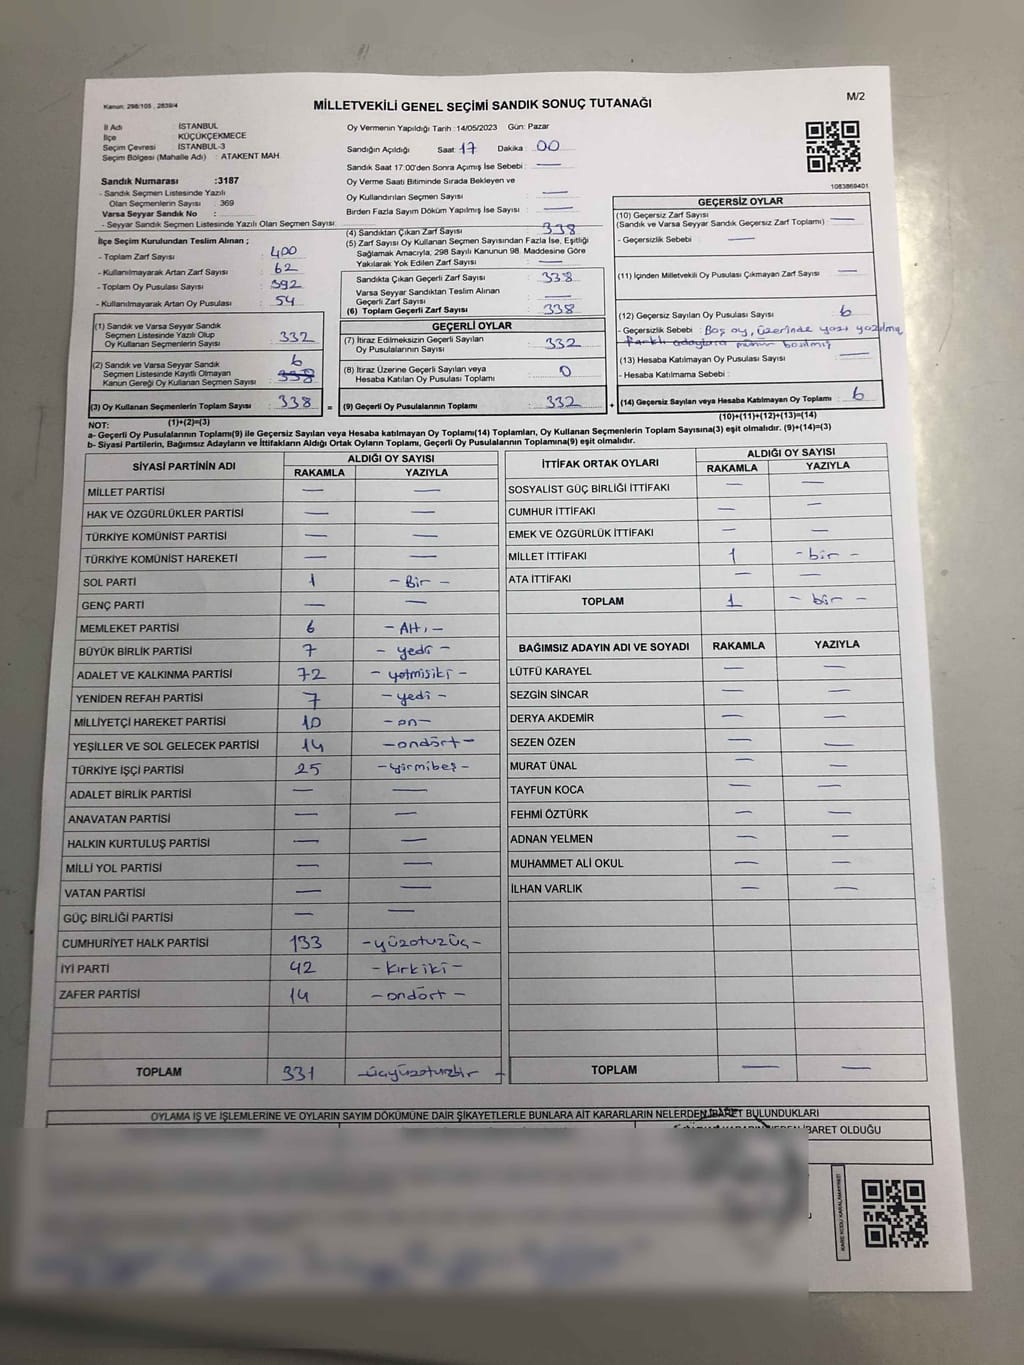 Kanun: 298/105 , 2839/4
MİLLETVEKİLİ GENEL SEÇİMİ SANDIK SONUÇ TUTANAĞI
M/2
İl Adı : İSTANBUL
İlçe : KÜÇÜKÇEKMECE
Seçim Çevresi : İSTANBUL-3
Seçim Bölgesi (Mahalle Adı) : ATAKENT MAH
Sandık Numarası :3187
- Sandık Seçmen Listesinde Yazılı
Olan Seçmenlerin Sayısı : 369
Varsa Seyyar Sandık No :
- Seyyar Sandık Seçmen Listesinde Yazılı Olan Seçmen Sayısı:
İlçe Seçim Kurulundan Teslim Alınan ;
- Toplam Zarf Sayısı : 400
- Kullanılmayarak Artan Zarf Sayısı : 62
- Toplam Oy Pusulası Sayısı : 392
- Kullanılmayarak Artan Oy Pusulası : 54
(1) Sandık ve Varsa Seyyar Sandık
Seçmen Listesinde Yazılı Olup
Oy Kullanan Seçmenlerin Sayısı : 332
(2) Sandık ve Varsa Seyyar Sandık 6
Seçmen Listesinde Kayıtlı Olmayan
Kanun Gereği Oy Kullanan Seçmen Sayısı : 338
(3) Oy Kullanan Seçmenlerin Toplam Sayısı : 338 =
(1)+(2)=(3)
Oy Vermenin Yapıldığı Tarih :14/05/2023 Gün: Pazar
Sandığın Açıldığı Saat: 17 Dakika : 00
Sandık Saat 17:00'den Sonra Açımış İse Sebebi : —
Oy Verme Saati Bitiminde Sırada Bekleyen ve
Oy Kullandırılan Seçmen Sayısı : —
Birden Fazla Sayım Döküm Yapılmış İse Sayısı : —
(4) Sandıktan Çıkan Zarf Sayısı : 338
(5) Zarf Sayısı Oy Kullanan Seçmen Sayısından Fazla İse, Eşitliği
Sağlamak Amacıyla, 298 Sayılı Kanunun 98. Maddesine Göre
Yakılarak Yok Edilen Zarf Sayısı : —
Sandıkta Çıkan Geçerli Zarf Sayısı : 338
Varsa Seyyar Sandıktan Teslim Alınan
Geçerli Zarf Sayısı : —
(6) Toplam Geçerli Zarf Sayısı : 338
GEÇERLİ OYLAR
(7) İtiraz Edilmeksizin Geçerli Sayılan
Oy Pusulalarının Sayısı : 332
(8) İtiraz Üzerine Geçerli Sayılan veya
Hesaba Katılan Oy Pusulası Toplamı : 0
(9) Geçerli Oy Pusulalarının Toplamı : 332 +
1083869401
GEÇERSİZ OYLAR
(10) Geçersiz Zarf Sayısı
(Sandık ve Varsa Seyyar Sandık Geçersiz Zarf Toplamı) : —
- Geçersizlik Sebebi : —
(11) İçinden Milletvekili Oy Pusulası Çıkmayan Zarf Sayısı : —
(12) Geçersiz Sayılan Oy Pusulası Sayısı : 6
- Geçersizlik Sebebi : Boş oy, üzerinde yazı yazılmış
Farklı adaylara mühür basılmış
(13) Hesaba Katılmayan Oy Pusulası Sayısı : —
- Hesaba Katılmama Sebebi :
(14) Geçersiz Sayılan veya Hesaba Katılmayan Oy Toplamı : 6
(10)+(11)+(12)+(13)=(14)
NOT:
a- Geçerli Oy Pusulalarının Toplamı(9) ile Geçersiz Sayılan veya Hesaba katılmayan Oy Toplamı(14) Toplamları, Oy Kullanan Seçmenlerin Toplam Sayısına(3) eşit olmalıdır. (9)+(14)=(3)
b- Siyasi Partilerin, Bağımsız Adayların ve İttifakların Aldığı Ortak Oyların Toplamı, Geçerli Oy Pusulalarının Toplamına(9) eşit olmalıdır.
SİYASİ PARTİNİN ADI ALDIĞI OY SAYISI
RAKAMLA YAZIYLA
MİLLET PARTİSİ — —
HAK VE ÖZGÜRLÜKLER PARTİSİ — —
TÜRKİYE KOMÜNİST PARTİSİ — —
TÜRKİYE KOMÜNİST HAREKETİ — —
SOL PARTİ 1 - Bir -
GENÇ PARTİ — —
MEMLEKET PARTİSİ 6 - Altı -
BÜYÜK BİRLİK PARTİSİ 7 - yedi -
ADALET VE KALKINMA PARTİSİ 72 - yetmişiki -
YENİDEN REFAH PARTİSİ 7 - yedi -
MİLLİYETÇİ HAREKET PARTİSİ 10 - on -
YEŞİLLER VE SOL GELECEK PARTİSİ 14 - ondört -
TÜRKİYE İŞÇİ PARTİSİ 25 - yirmibeş -
ADALET BİRLİK PARTİSİ — —
ANAVATAN PARTİSİ — —
HALKIN KURTULUŞ PARTİSİ — —
MİLLİ YOL PARTİSİ — —
VATAN PARTİSİ — —
GÜÇ BİRLİĞİ PARTİSİ — —
CUMHURİYET HALK PARTİSİ 133 - yüzotuzüç -
İYİ PARTİ 42 - kırkiki -
ZAFER PARTİSİ 14 - ondört -
TOPLAM 331 - üçyüzotuzbir -
İTTİFAK ORTAK OYLARI ALDIĞI OY SAYISI
RAKAMLA YAZIYLA
SOSYALİST GÜÇ BİRLİĞİ İTTİFAKI — —
CUMHUR İTTİFAKI — —
EMEK VE ÖZGÜRLÜK İTTİFAKI — —
MİLLET İTTİFAKI 1 - bir -
ATA İTTİFAKI — —
TOPLAM 1 - bir -
BAĞIMSIZ ADAYIN ADI VE SOYADI RAKAMLA YAZIYLA
LÜTFÜ KARAYEL — —
SEZGİN SİNCAR — —
DERYA AKDEMİR — —
SEZEN ÖZEN — —
MURAT ÜNAL — —
TAYFUN KOCA — —
FEHMİ ÖZTÜRK — —
ADNAN YELMEN — —
MUHAMMET ALİ OKUL — —
İLHAN VARLIK — —
TOPLAM — —
OYLAMA İŞ VE İŞLEMLERİNE VE OYLARIN SAYIM DÖKÜMÜNE DAİR ŞİKAYETLERLE BUNLARA AİT KARARLARIN NELERDEN İBARET BULUNDUKLARI
İBARET OLDUĞU
KARE KODU KARALAMAYINIZ!